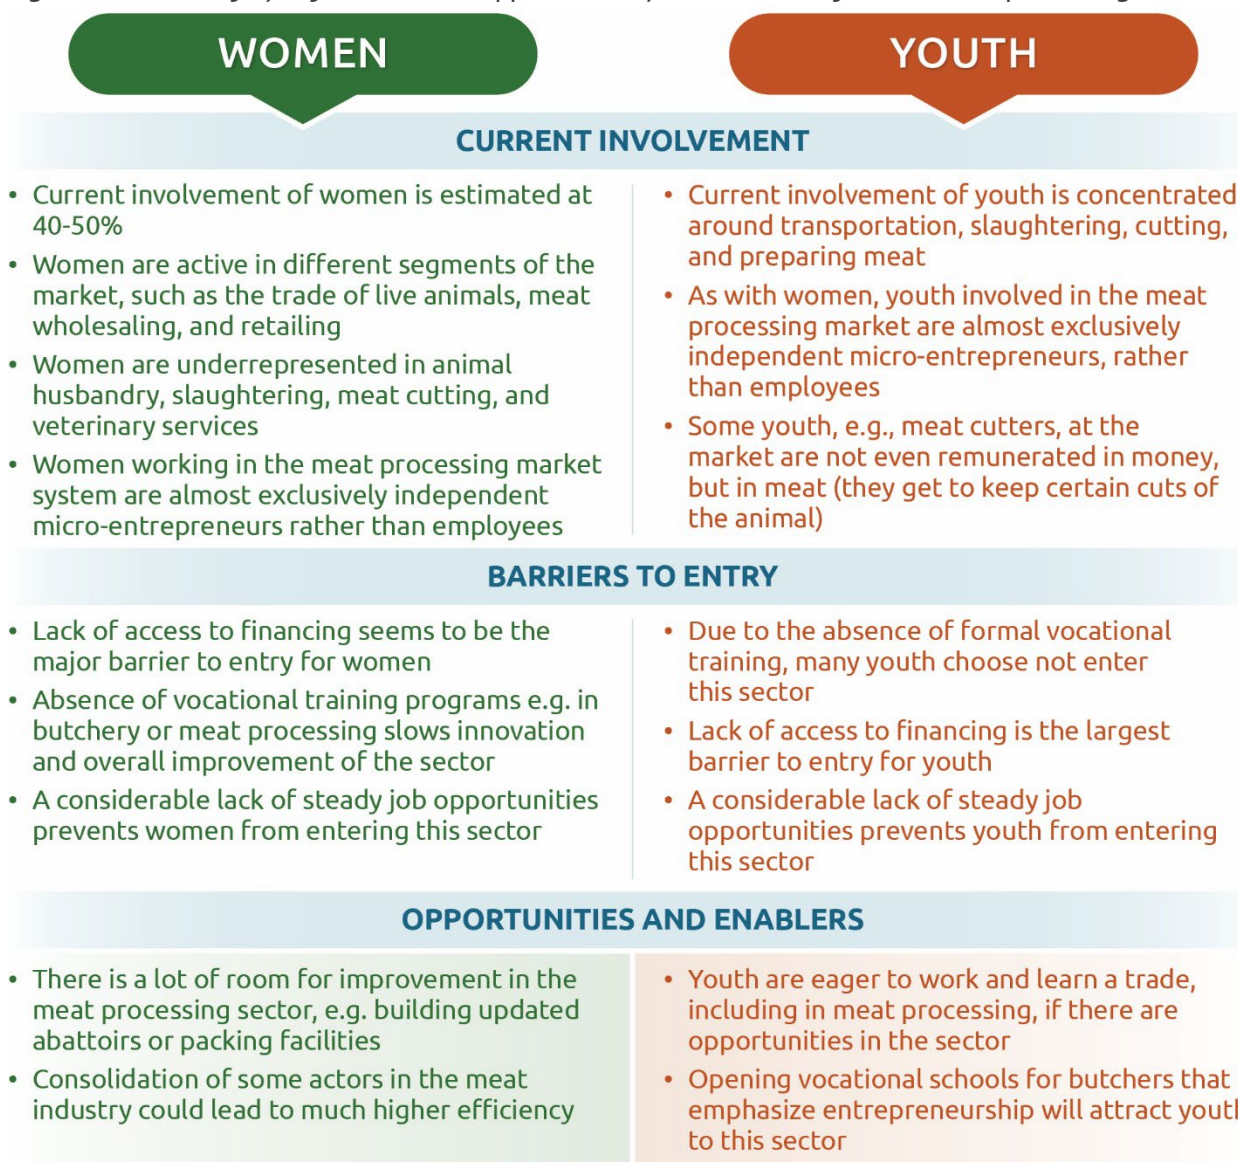 WOMEN
YOUTH
CURRENT INVOLVEMENT
• Current involvement of women is estimated at
40-50%
• Women are active in different segments of the
market, such as the trade of live animals, meat
wholesaling, and retailing
• Women are underrepresented in animal
husbandry, slaughtering, meat cutting, and
veterinary services
• Women working in the meat processing market
system are almost exclusively independent
micro-entrepreneurs rather than employees
• Current involvement of youth is concentrated
around transportation, slaughtering, cutting,
and preparing meat
• As with women, youth involved in the meat
processing market are almost exclusively
independent micro-entrepreneurs, rather
than employees
• Some youth, e.g., meat cutters, at the
market are not even remunerated in money,
but in meat (they get to keep certain cuts of
the animal)
BARRIERS TO ENTRY
• Lack of access to financing seems to be the
major barrier to entry for women
• Absence of vocational training programs e.g. in
butchery or meat processing slows innovation
and overall improvement of the sector
• A considerable lack of steady job opportunities
prevents women from entering this sector
• Due to the absence of formal vocational
training, many youth choose not enter
this sector
• Lack of access to financing is the largest
barrier to entry for youth
• A considerable lack of steady job
opportunities prevents youth from entering
this sector
OPPORTUNITIES AND ENABLERS
• There is a lot of room for improvement in the
meat processing sector, e.g. building updated
abattoirs or packing facilities
• Consolidation of some actors in the meat
industry could lead to much higher efficiency
• Youth are eager to work and learn a trade,
including in meat processing, if there are
opportunities in the sector
• Opening vocational schools for butchers that
emphasize entrepreneurship will attract youth
to this sector